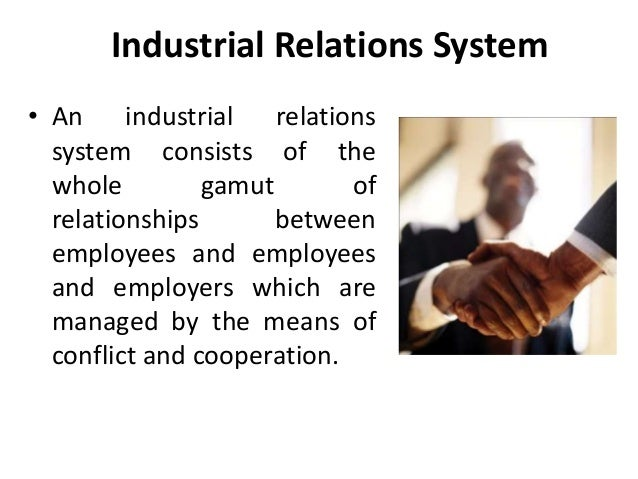 Industrial Relations System
• An industrial relations
system consists of the
whole gamut of
relationships between
employees and employees
and employers which are
managed by the means of
conflict and cooperation.